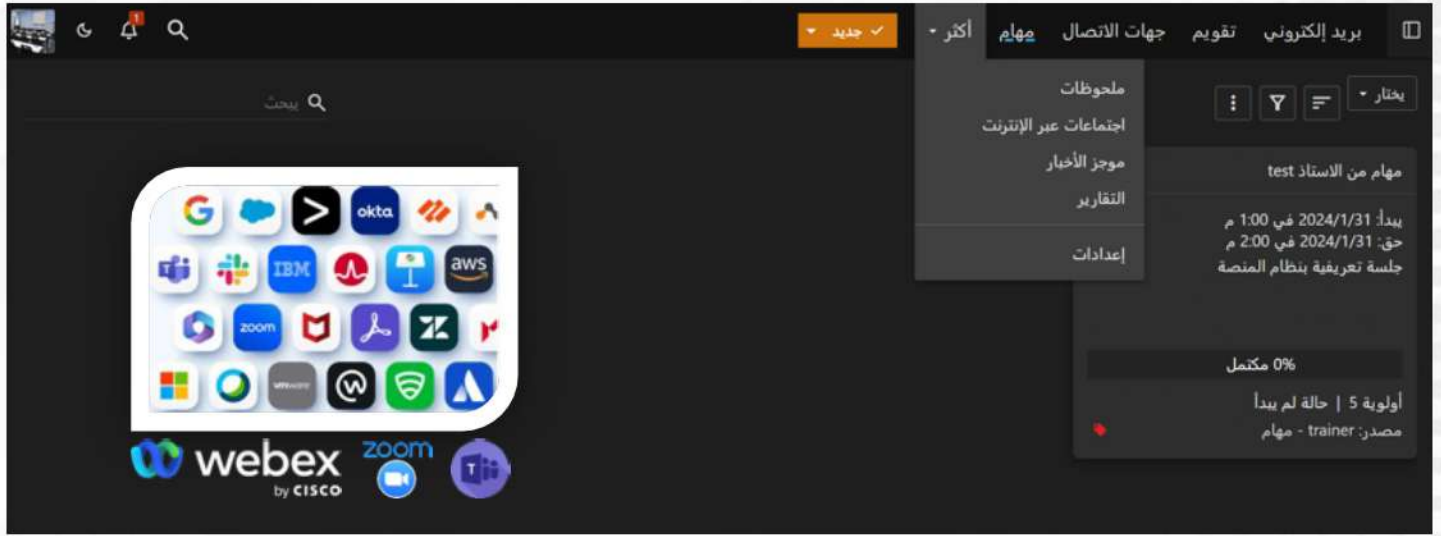 بريد إلكتروني تقويم جهات الاتصال مهام أكثر جديد 1
ملحوظات
اجتماعات عبر الإنترنت
موجز الأخبار
التقارير
إعدادات
يختار
يبحث
مهام من الاستاذ test
يبدأ: 2024/1/31 في 1:00 م
حق: 2024/1/31 في 2:00 م
جلسة تعريفية بنظام المنصة
0% مكتمل
أولوية 5 | حالة لم يبدأ
مصدر: trainer - مهام
okta
IBM aws
zoom
vmware
webex zoom T
by CISCO